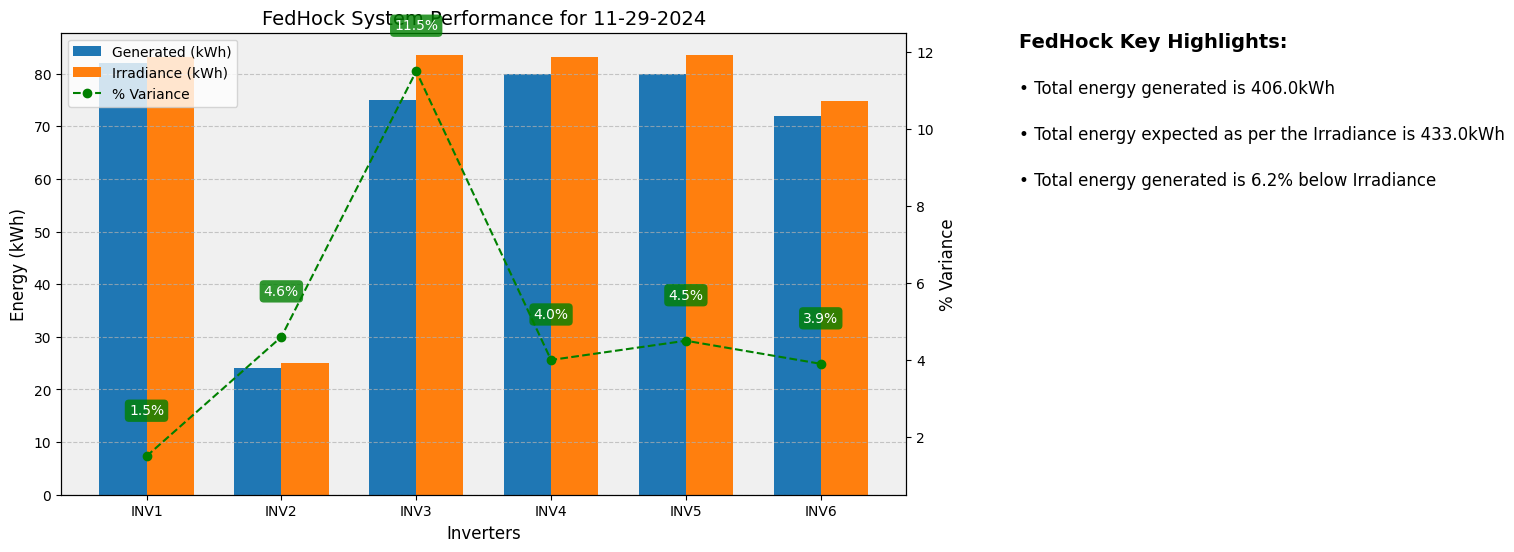 FedHock System Performance for 11-29-2024
Generated (kWh)
Irradiance (kWh)
% Variance
Energy (kWh)
80
70
60
50
40
30
20
10
0
1.5%
4.6%
11.5%
4.0%
4.5%
3.9%
12
10
8
6
4
2
% Variance
INV1 INV2 INV3 INV4 INV5 INV6
Inverters
FedHock Key Highlights:
• Total energy generated is 406.0kWh
• Total energy expected as per the Irradiance is 433.0kWh
• Total energy generated is 6.2% below Irradiance